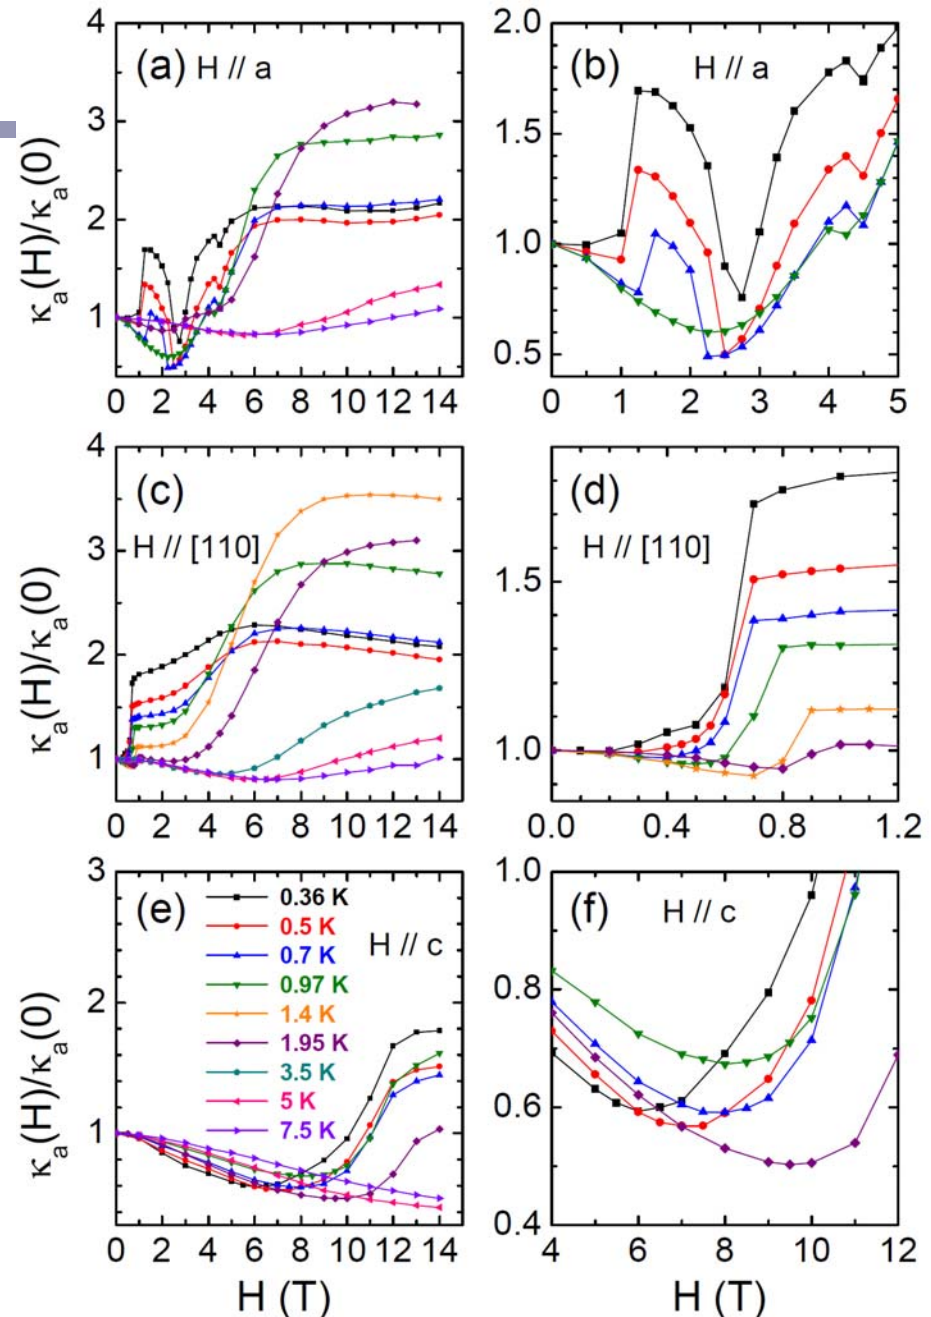 (a) H // a
κa(H)/κa(0)
4
3
2
1
0 2 4 6 8 10 12 14
(b) H // a
2.0
1.5
1.0
0.5
0 1 2 3 4 5
(c)
H // [110]
κa(H)/κa(0)
4
3
2
1
0 2 4 6 8 10 12 14
(d)
H // [110]
1.5
1.0
0.0 0.4 0.8 1.2
(e)
H // c
κa(H)/κa(0)
3
2
1
0.36 K
0.5 K
0.7 K
0.97 K
1.4 K
1.95 K
3.5 K
5 K
7.5 K
0 2 4 6 8 10 12 14
H (T)
(f) H // c
1.0
0.8
0.6
0.4
4 6 8 10 12
H (T)